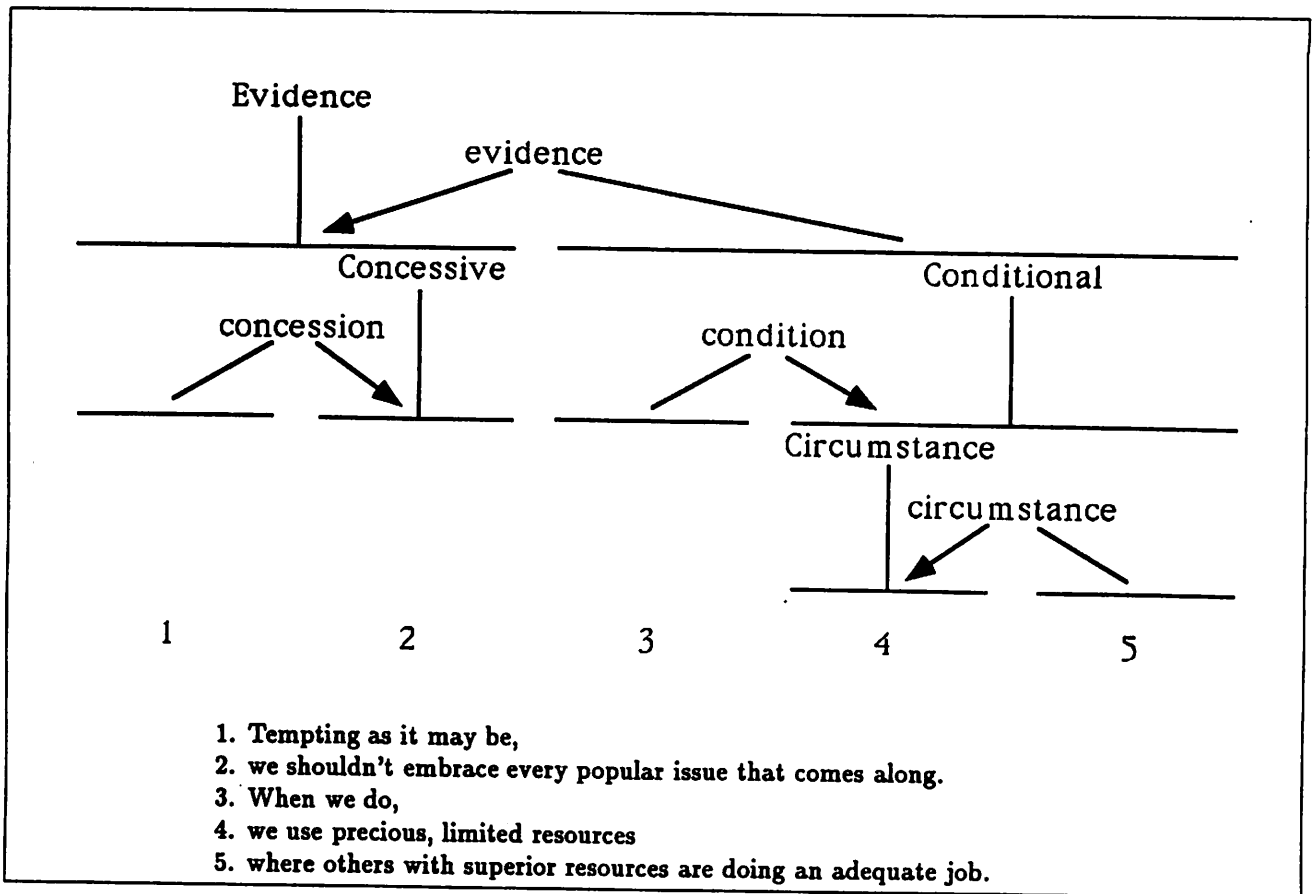 Evidence
evidence
Concessive
Conditional
concession
condition
Circumstance
circumstance
1 2 3 4 5
1. Tempting as it may be,
2. we shouldn't embrace every popular issue that comes along.
3. When we do,
4. we use precious, limited resources
5. where others with superior resources are doing an adequate job.